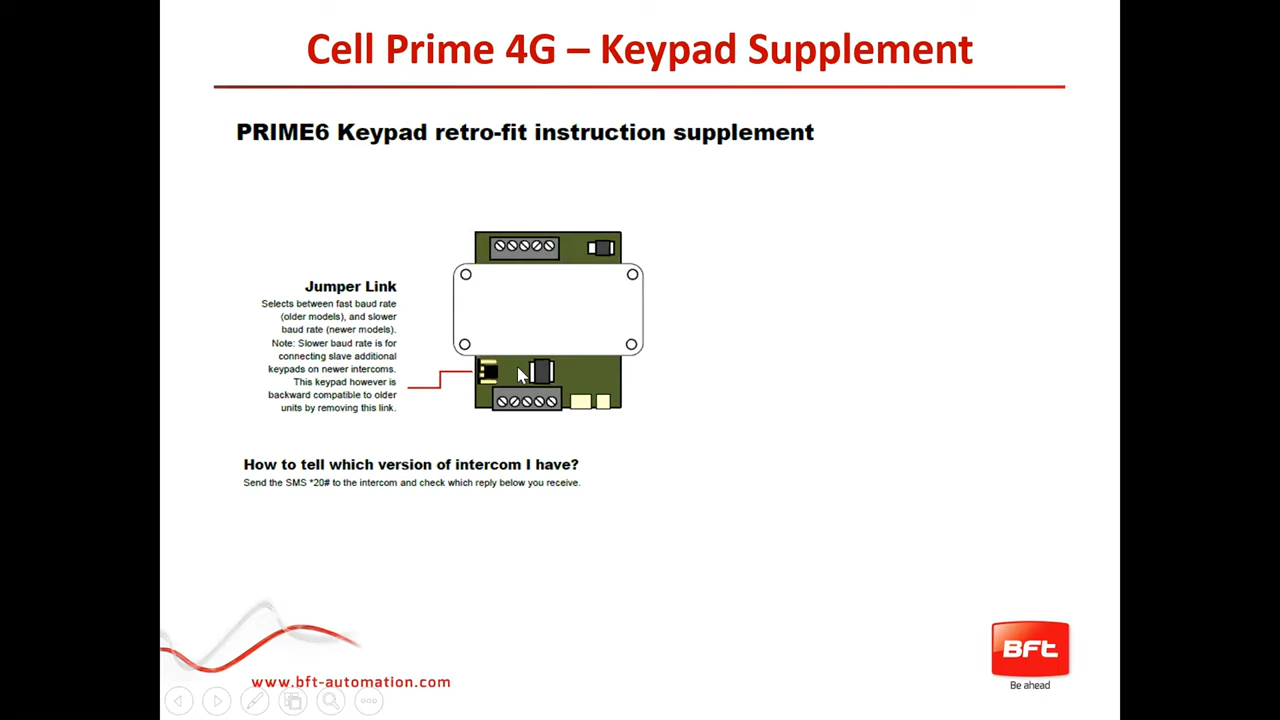 Cell Prime 4G – Keypad Supplement
PRIME6 Keypad retro-fit instruction supplement
Jumper Link
Selects between fast baud rate
(older models), and slower
baud rate (newer models).
Note: Slower baud rate is for
connecting slave additional
keypads on newer intercoms.
This keypad however is
backward compatible to older
units by removing this link.
How to tell which version of intercom I have?
Send the SMS *20# to the intercom and check which reply below you receive.
BFt
Be ahead
www.bft-automation.com